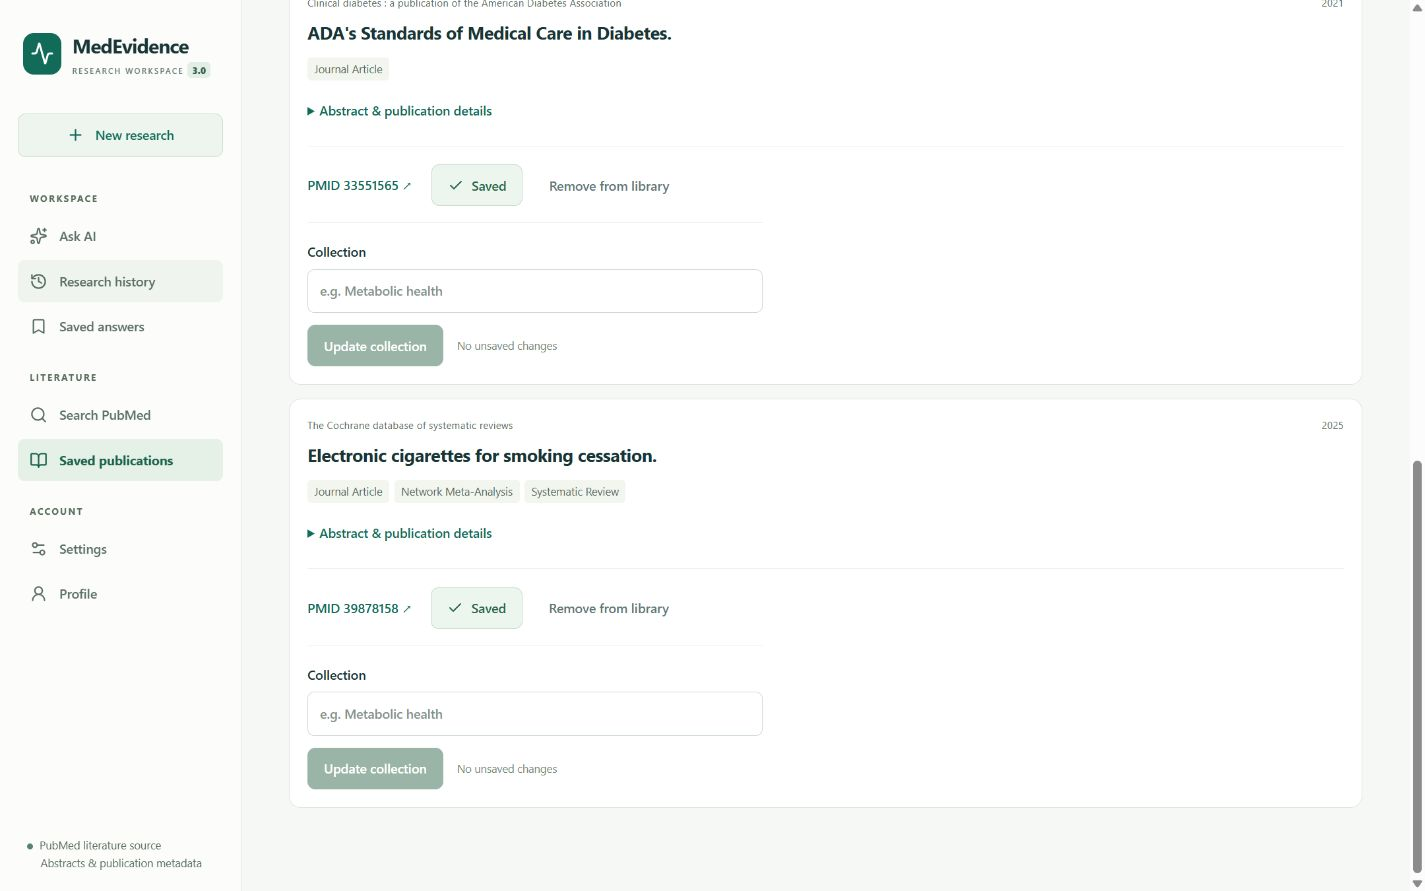 MedEvidence
RESEARCH WORKSPACE 3.0
New research
WORKSPACE
Ask AI
Research history
Saved answers
LITERATURE
Search PubMed
Saved publications
ACCOUNT
Settings
Profile
PubMed literature source
Abstracts & publication metadata
Clinical diabetes : a publication of the American Diabetes Association 2021
ADA's Standards of Medical Care in Diabetes.
Journal Article
Abstract & publication details
PMID 33551565 Saved Remove from library
Collection
e.g. Metabolic health
Update collection No unsaved changes
The Cochrane database of systematic reviews 2025
Electronic cigarettes for smoking cessation.
Journal Article Network Meta-Analysis Systematic Review
Abstract & publication details
PMID 39878158 Saved Remove from library
Collection
e.g. Metabolic health
Update collection No unsaved changes